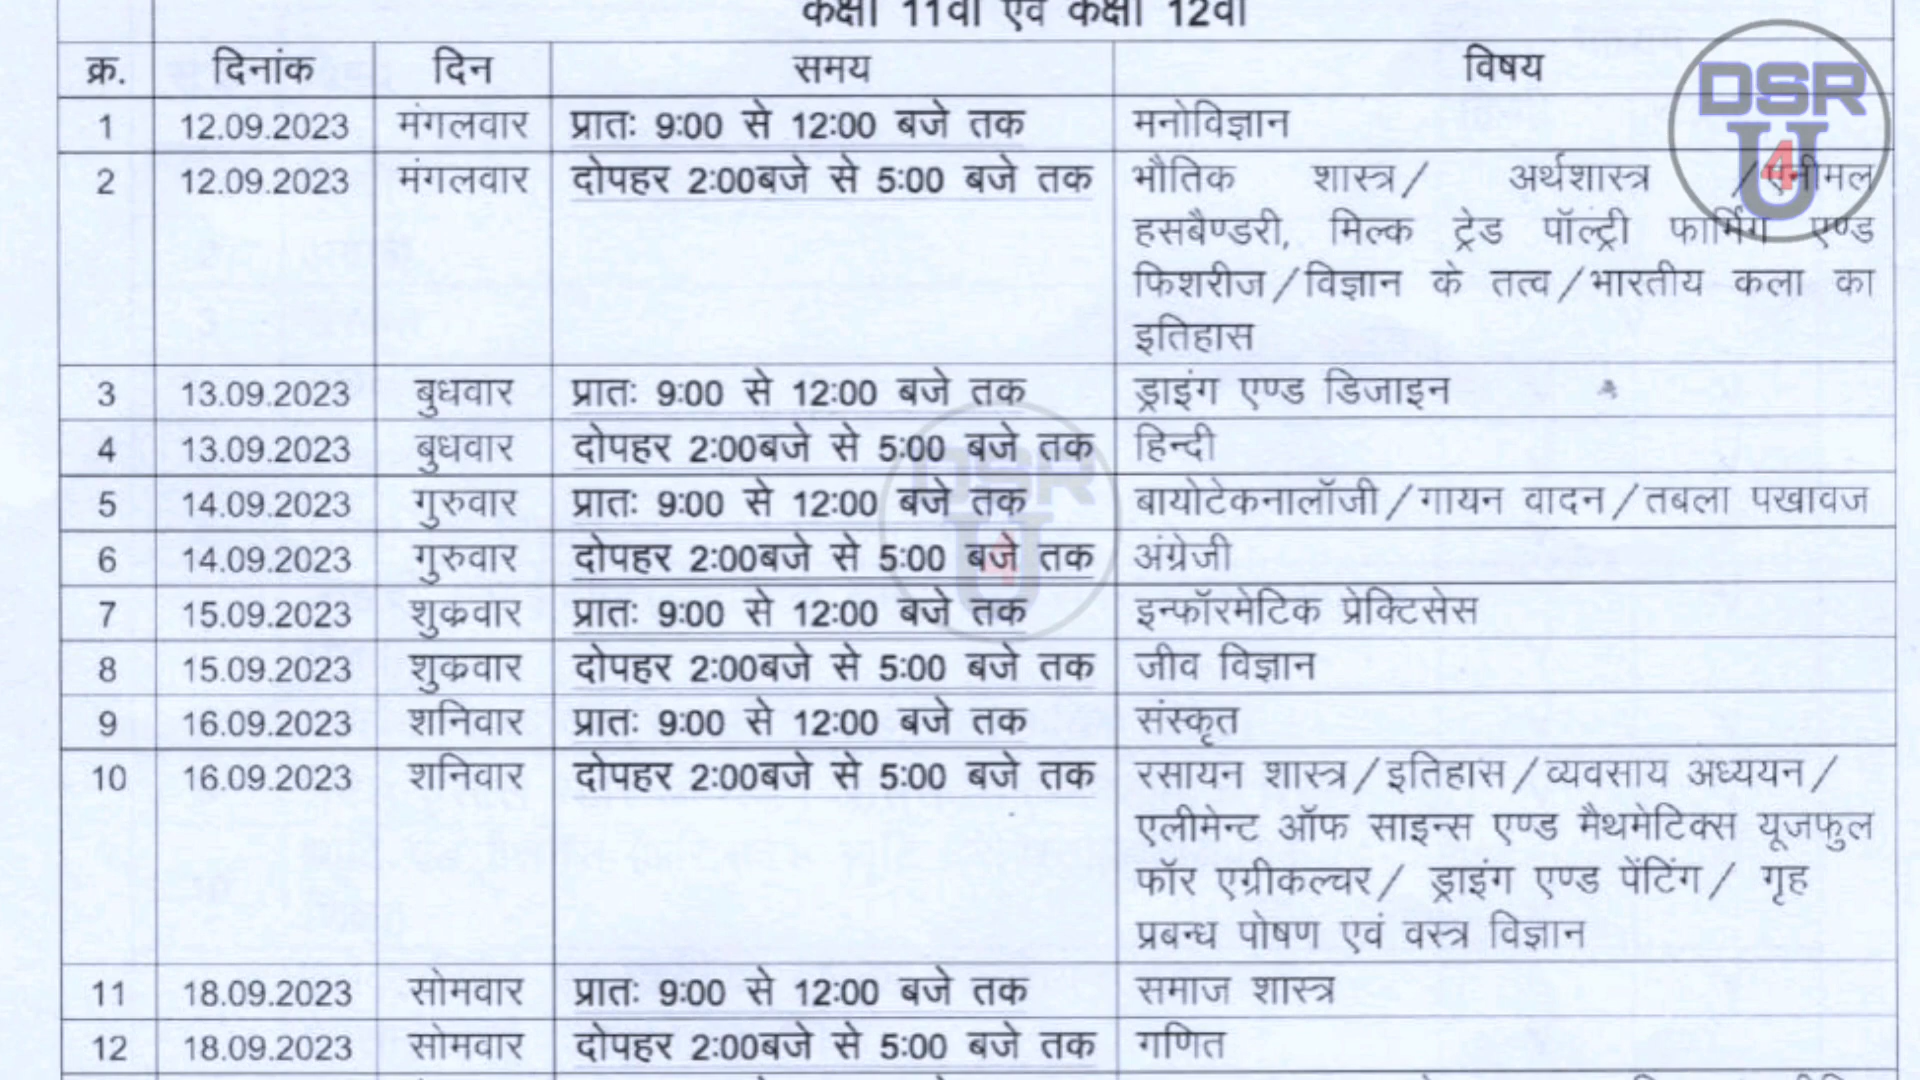 कक्षा 11वीं एवं कक्षा 12वीं
क्र. दिनांक दिन समय विषय
1 12.09.2023 मंगलवार प्रातः 9:00 से 12:00 बजे तक मनोविज्ञान
2 12.09.2023 मंगलवार दोपहर 2:00बजे से 5:00 बजे तक भौतिक शास्त्र/ अर्थशास्त्र /एनीमल
हसबैण्डरी, मिल्क ट्रेड पॉल्ट्री फार्मिंग एण्ड
फिशरीज/विज्ञान के तत्व/भारतीय कला का
इतिहास
3 13.09.2023 बुधवार प्रातः 9:00 से 12:00 बजे तक ड्राइंग एण्ड डिजाइन
4 13.09.2023 बुधवार दोपहर 2:00बजे से 5:00 बजे तक हिन्दी
5 14.09.2023 गुरुवार प्रातः 9:00 से 12:00 बजे तक बायोटेकनालॉजी/गायन वादन/तबला पखावज
6 14.09.2023 गुरुवार दोपहर 2:00बजे से 5:00 बजे तक अंग्रेजी
7 15.09.2023 शुक्रवार प्रातः 9:00 से 12:00 बजे तक इन्फॉरमेटिक प्रेक्टिसेस
8 15.09.2023 शुक्रवार दोपहर 2:00बजे से 5:00 बजे तक जीव विज्ञान
9 16.09.2023 शनिवार प्रातः 9:00 से 12:00 बजे तक संस्कृत
10 16.09.2023 शनिवार दोपहर 2:00बजे से 5:00 बजे तक रसायन शास्त्र/इतिहास/व्यवसाय अध्ययन/
एलीमेन्ट ऑफ साइन्स एण्ड मैथमेटिक्स यूजफुल
फॉर एग्रीकल्चर/ ड्राइंग एण्ड पेंटिंग/ गृह
प्रबन्ध पोषण एवं वस्त्र विज्ञान
11 18.09.2023 सोमवार प्रातः 9:00 से 12:00 बजे तक समाज शास्त्र
12 18.09.2023 सोमवार दोपहर 2:00बजे से 5:00 बजे तक गणित
DSR
U
4
DSR
U
4